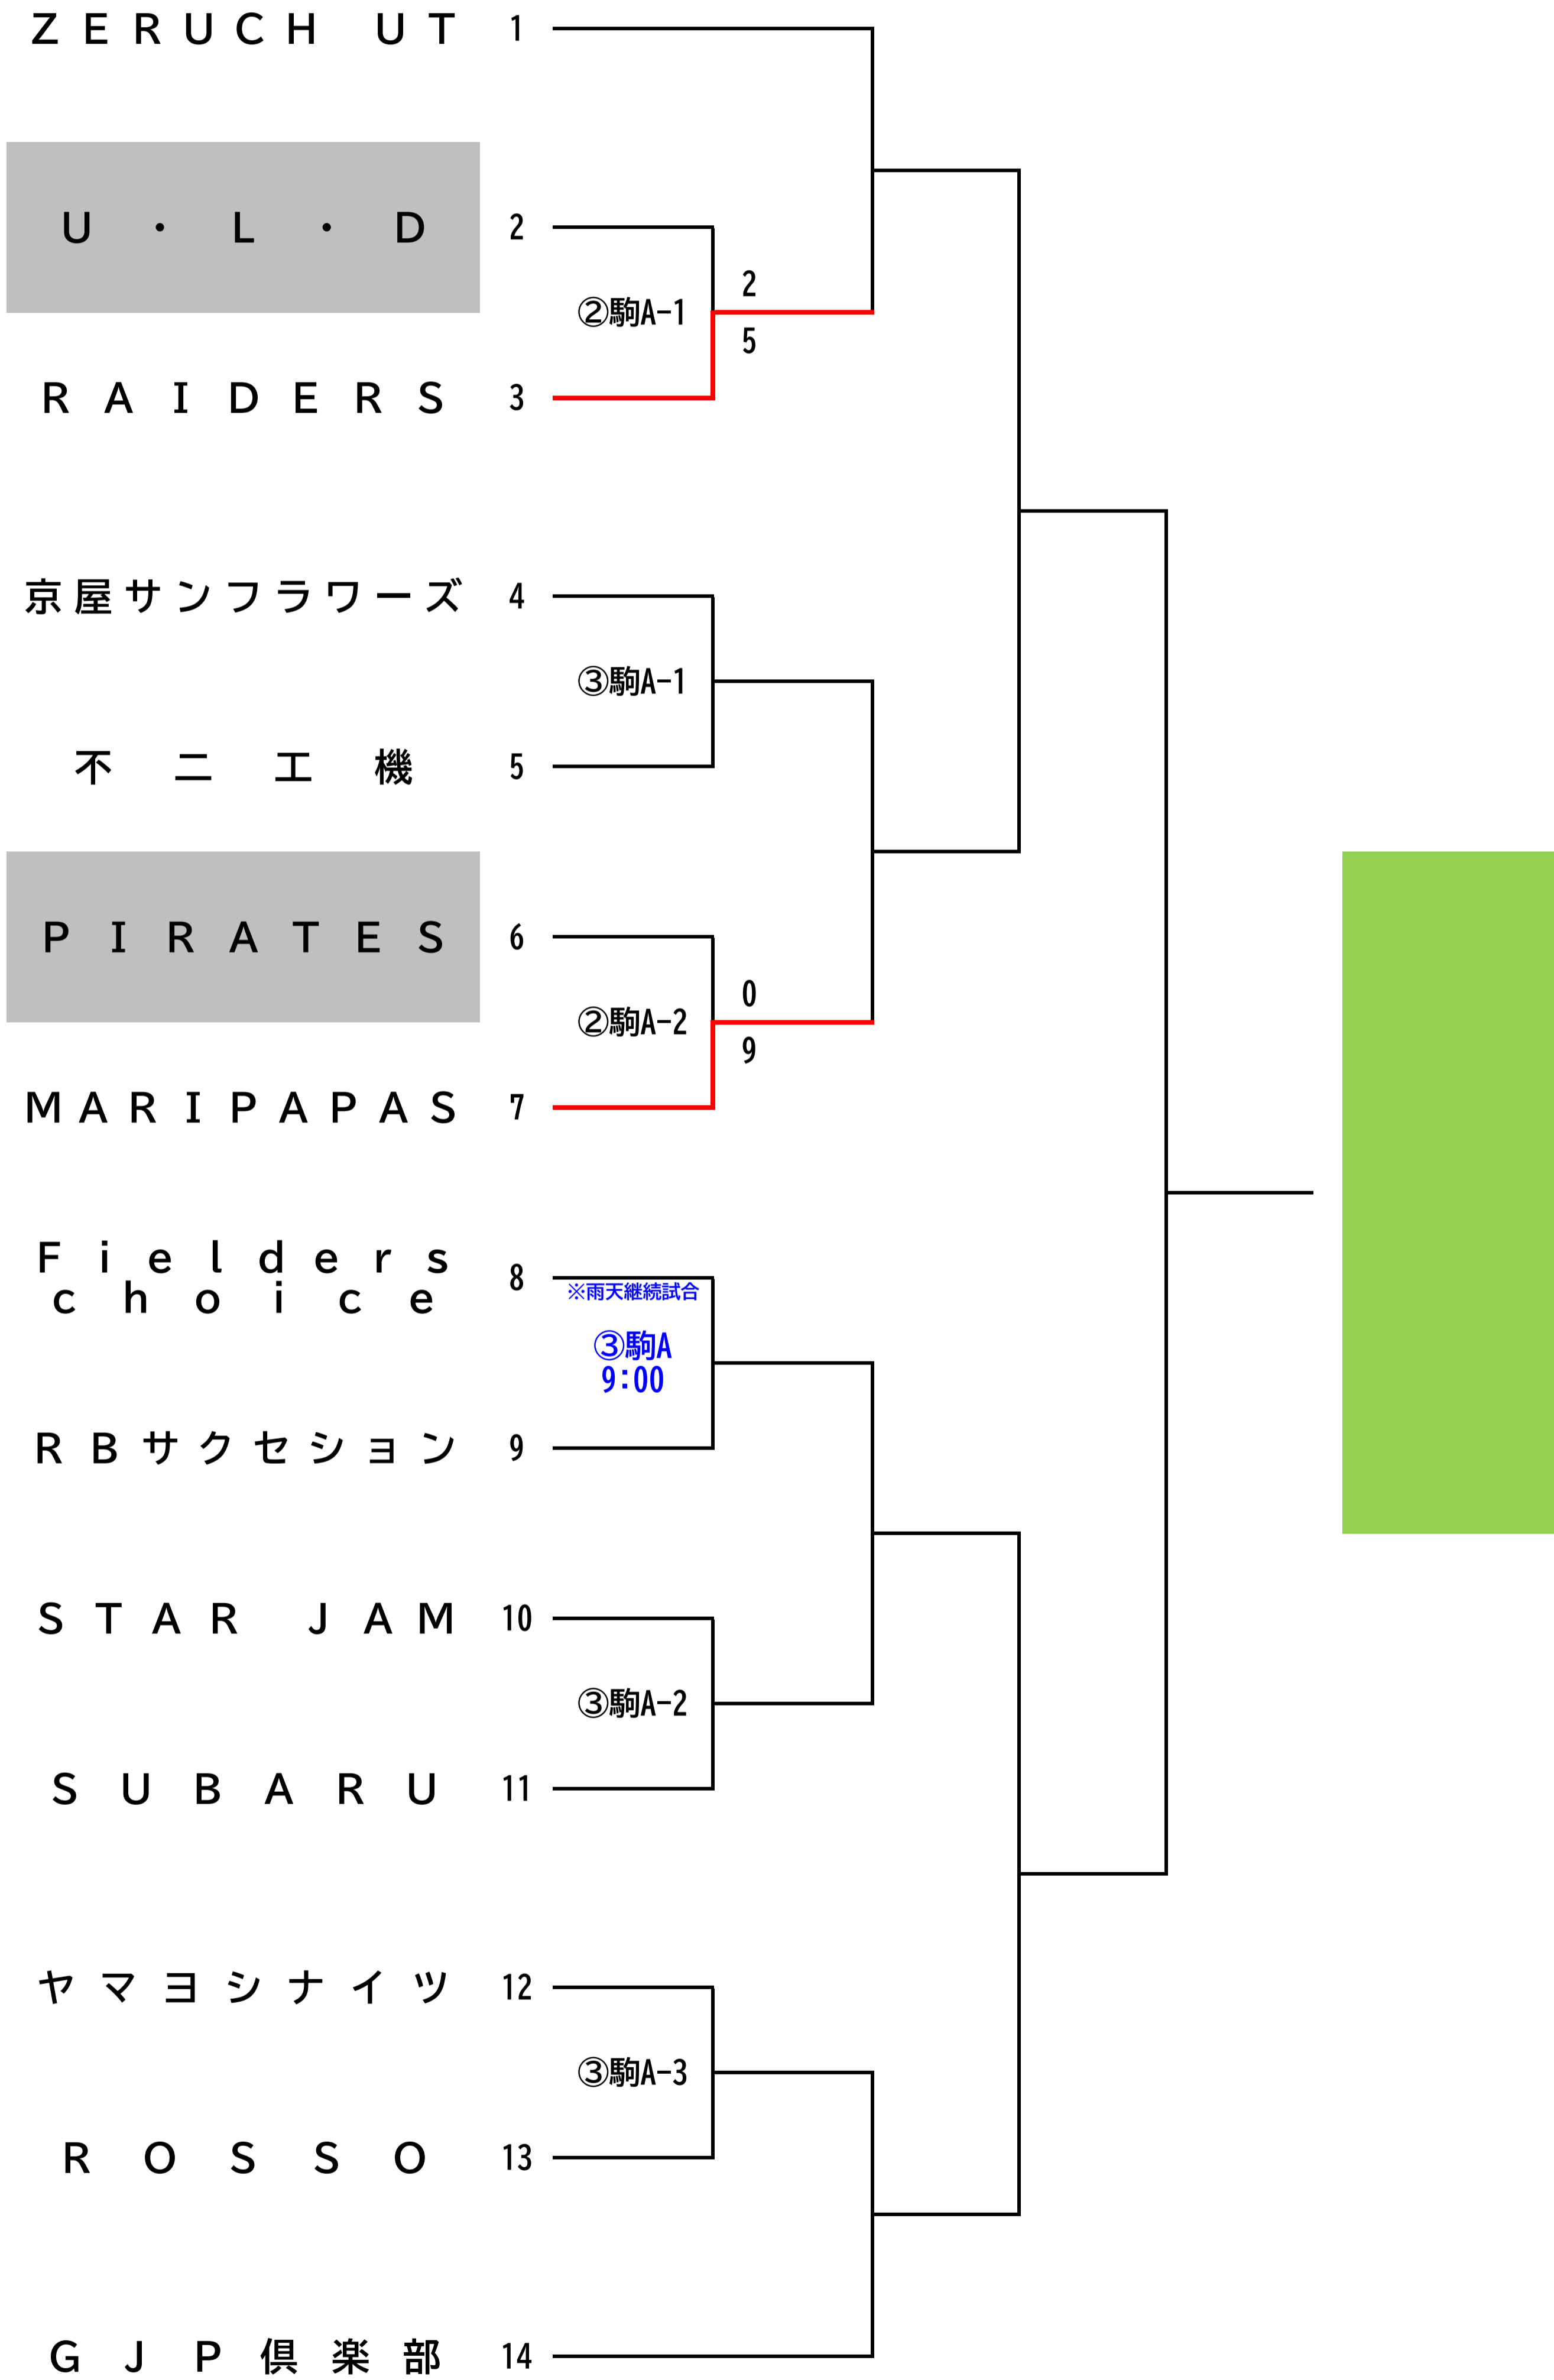 ZERUCH UT 1
U・L・D 2
②駒A-1
2
5
RAIDERS 3
京屋サンフラワーズ 4
③駒A-1
不二工機 5
PIRATES 6
②駒A-2
0
9
MARIPAPAS 7
Fielders
choice 8
※雨天継続試合
③駒A
9:00
RBサクセション 9
STAR JAM 10
③駒A-2
SUBARU 11
ヤマヨシナイツ 12
③駒A-3
ROSSO 13
GJP倶楽部 14